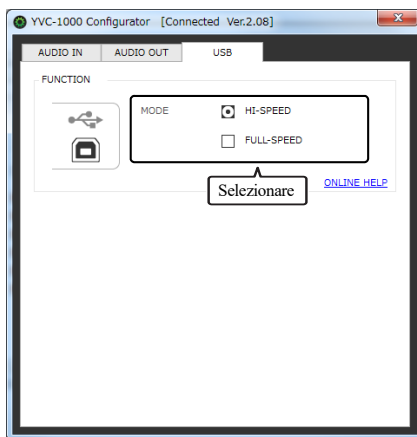 YVC-1000 Configurator [Connected Ver.2.08]
AUDIO IN AUDIO OUT USB
FUNCTION
MODE HI-SPEED
FULL-SPEED
Selezionare
ONLINE HELP